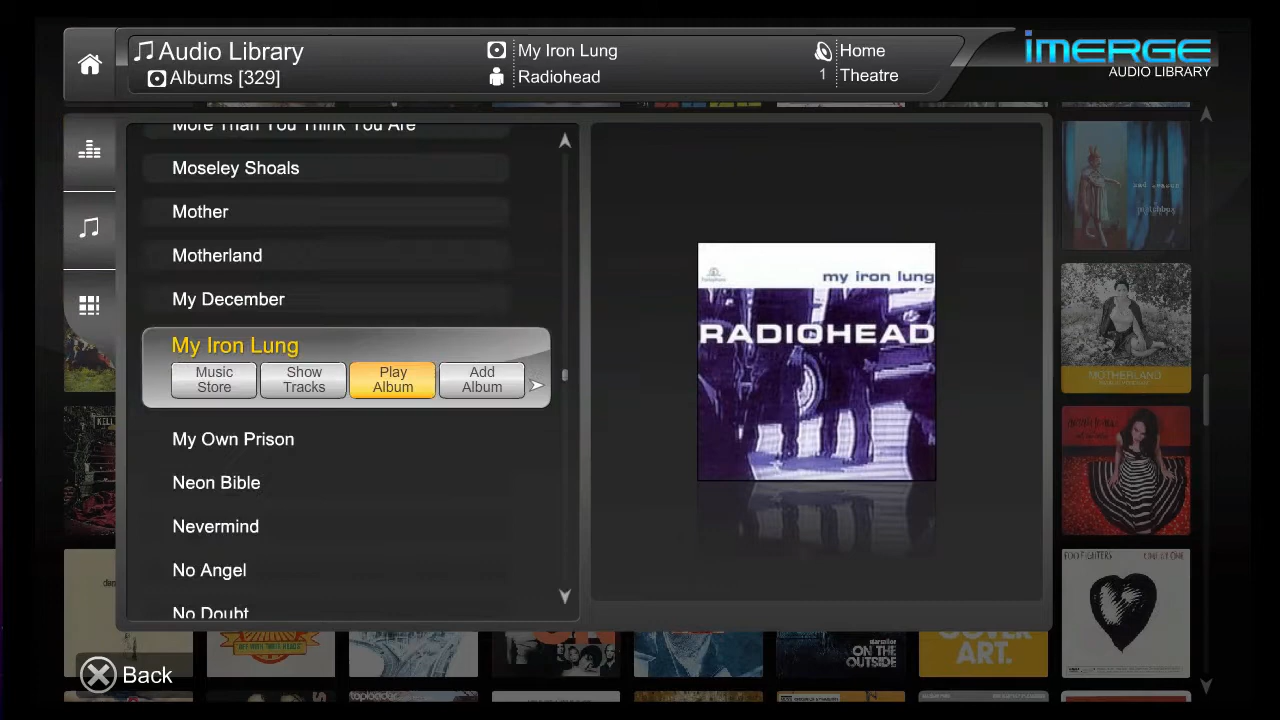 Audio Library
Albums [329]
My Iron Lung
Radiohead
Home
1 Theatre
imerge
AUDIO LIBRARY
More Than You Think You Are
Moseley Shoals
Mother
Motherland
My December
My Iron Lung
Music Store
Show Tracks
Play Album
Add Album
My Own Prison
Neon Bible
Nevermind
No Angel
No Doubt
my iron lung
RADIOHEAD
MOTHERLAND
FOO FIGHTERS
ON THE
OUTSIDE
COVER
ART.
toploader
Back